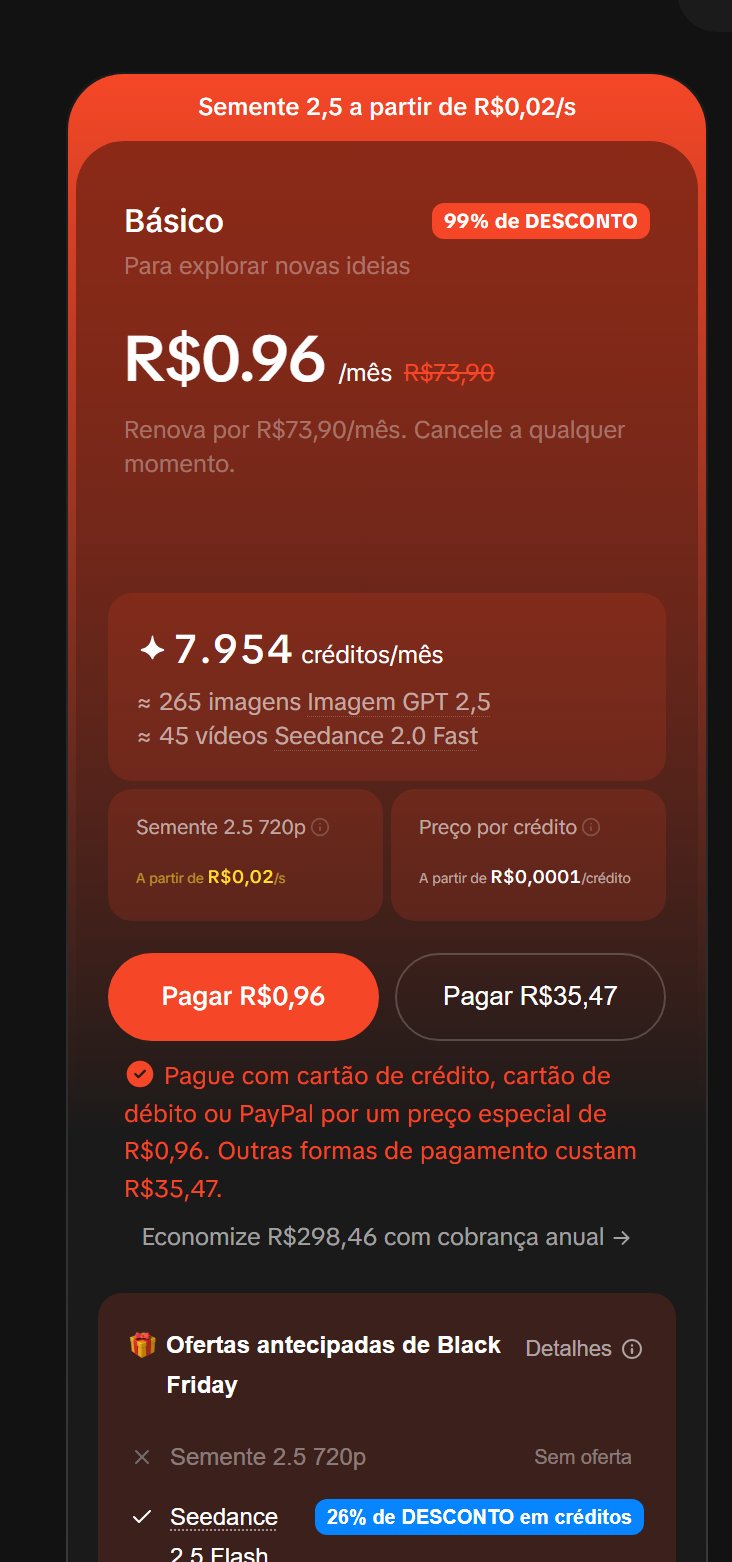 Semente 2,5 a partir de R$0,02/s
Básico
99% de DESCONTO
Para explorar novas ideias
R$0.96 /mês R$73,90
Renova por R$73,90/mês. Cancele a qualquer
momento.
7.954 créditos/mês
≈ 265 imagens Imagem GPT 2,5
≈ 45 vídeos Seedance 2.0 Fast
Semente 2.5 720p
A partir de R$0,02/s
Preço por crédito
A partir de R$0,0001/crédito
Pagar R$0,96
Pagar R$35,47
Pague com cartão de crédito, cartão de
débito ou PayPal por um preço especial de
R$0,96. Outras formas de pagamento custam
R$35,47.
Economize R$298,46 com cobrança anual →
Ofertas antecipadas de Black
Friday
Detalhes
Semente 2.5 720p
Sem oferta
Seedance
2.5 Flash
26% de DESCONTO em créditos